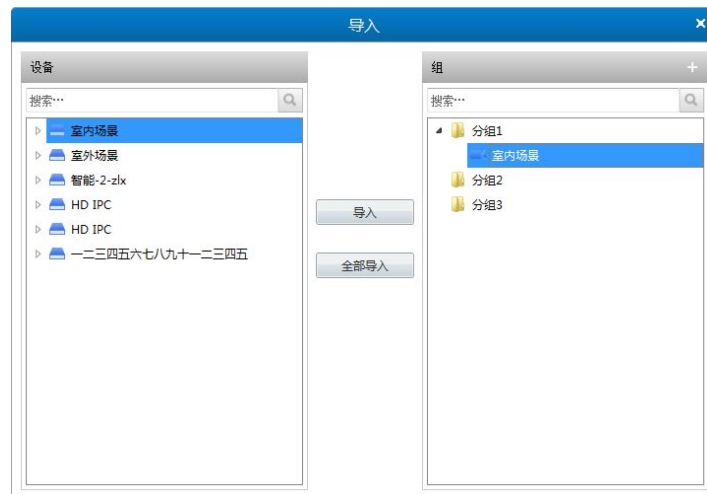 导入
设备
搜索…
室内场景
室外场景
智能-2-zlx
HD IPC
HD IPC
一二三四五六七八九十一二三四五
导入
全部导入
组
搜索…
分组1
室内场景
分组2
分组3